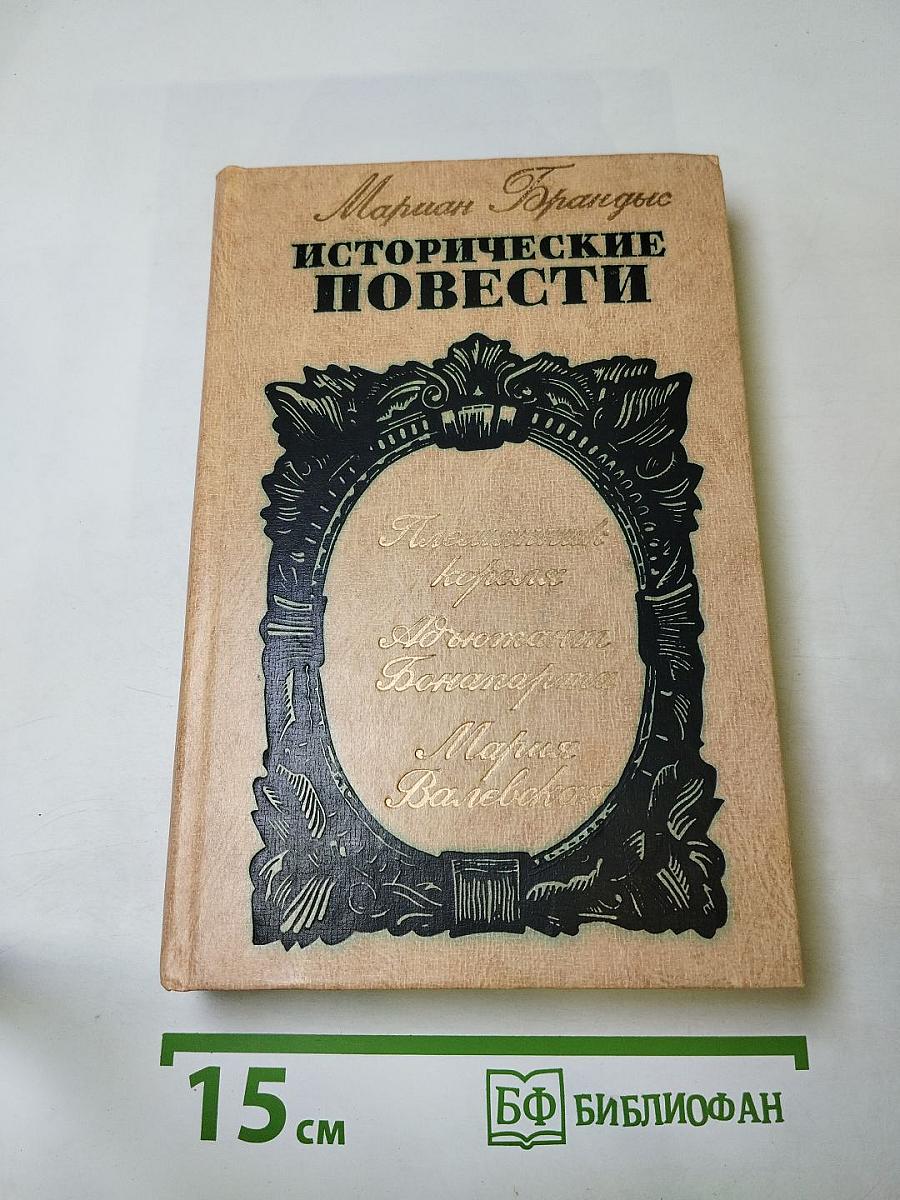 Мариан Брандыс
ИСТОРИЧЕСКИЕ
ПОВЕСТИ
Племянник
короля
Адъютант
Бонапарта
Мария
Валевская
15 см
БФ БИБЛИОФАН